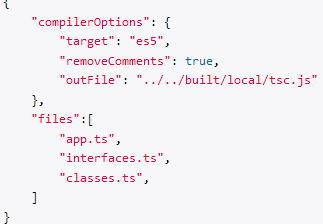 {
    "compilerOptions": {
        "target": "es5",
        "removeComments": true,
        "outFile": "../../built/local/tsc.js"
    },
    "files":[
        "app.ts",
        "interfaces.ts",
        "classes.ts",
    ]
}